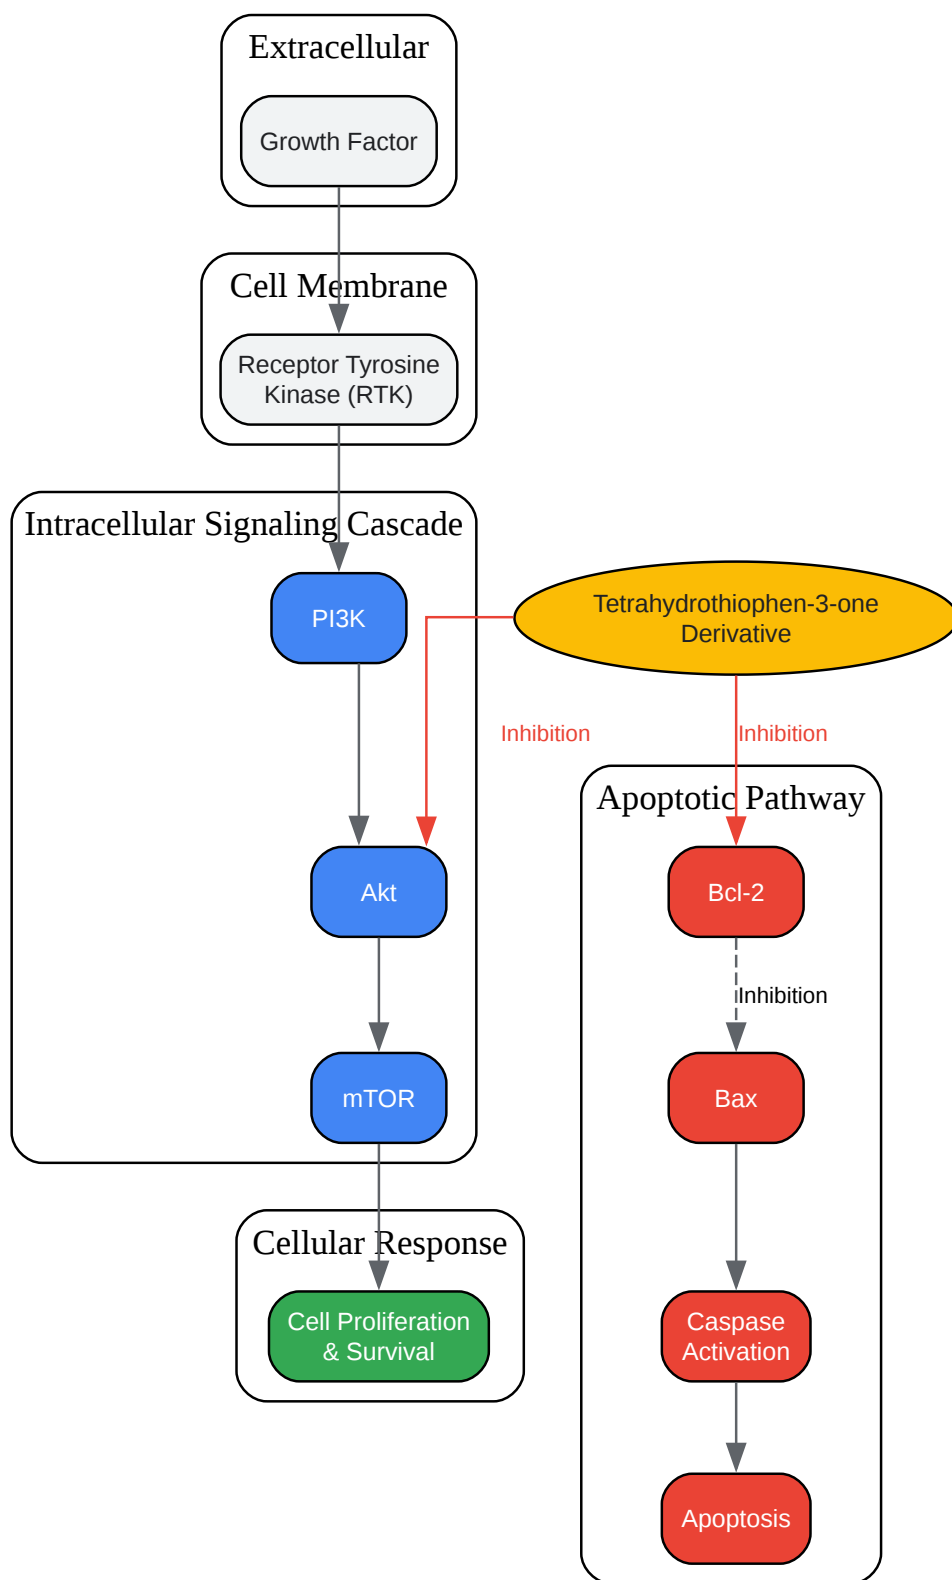 Extracellular
Growth Factor
Cell Membrane
Receptor Tyrosine
Kinase (RTK)
Intracellular Signaling Cascade
PI3K
Tetrahydrothiophen-3-one
Derivative
Inhibition
Inhibition
Apoptotic Pathway
Akt
Bcl-2
Inhibition
mTOR
Bax
Cellular Response
Cell Proliferation
& Survival
Caspase
Activation
Apoptosis